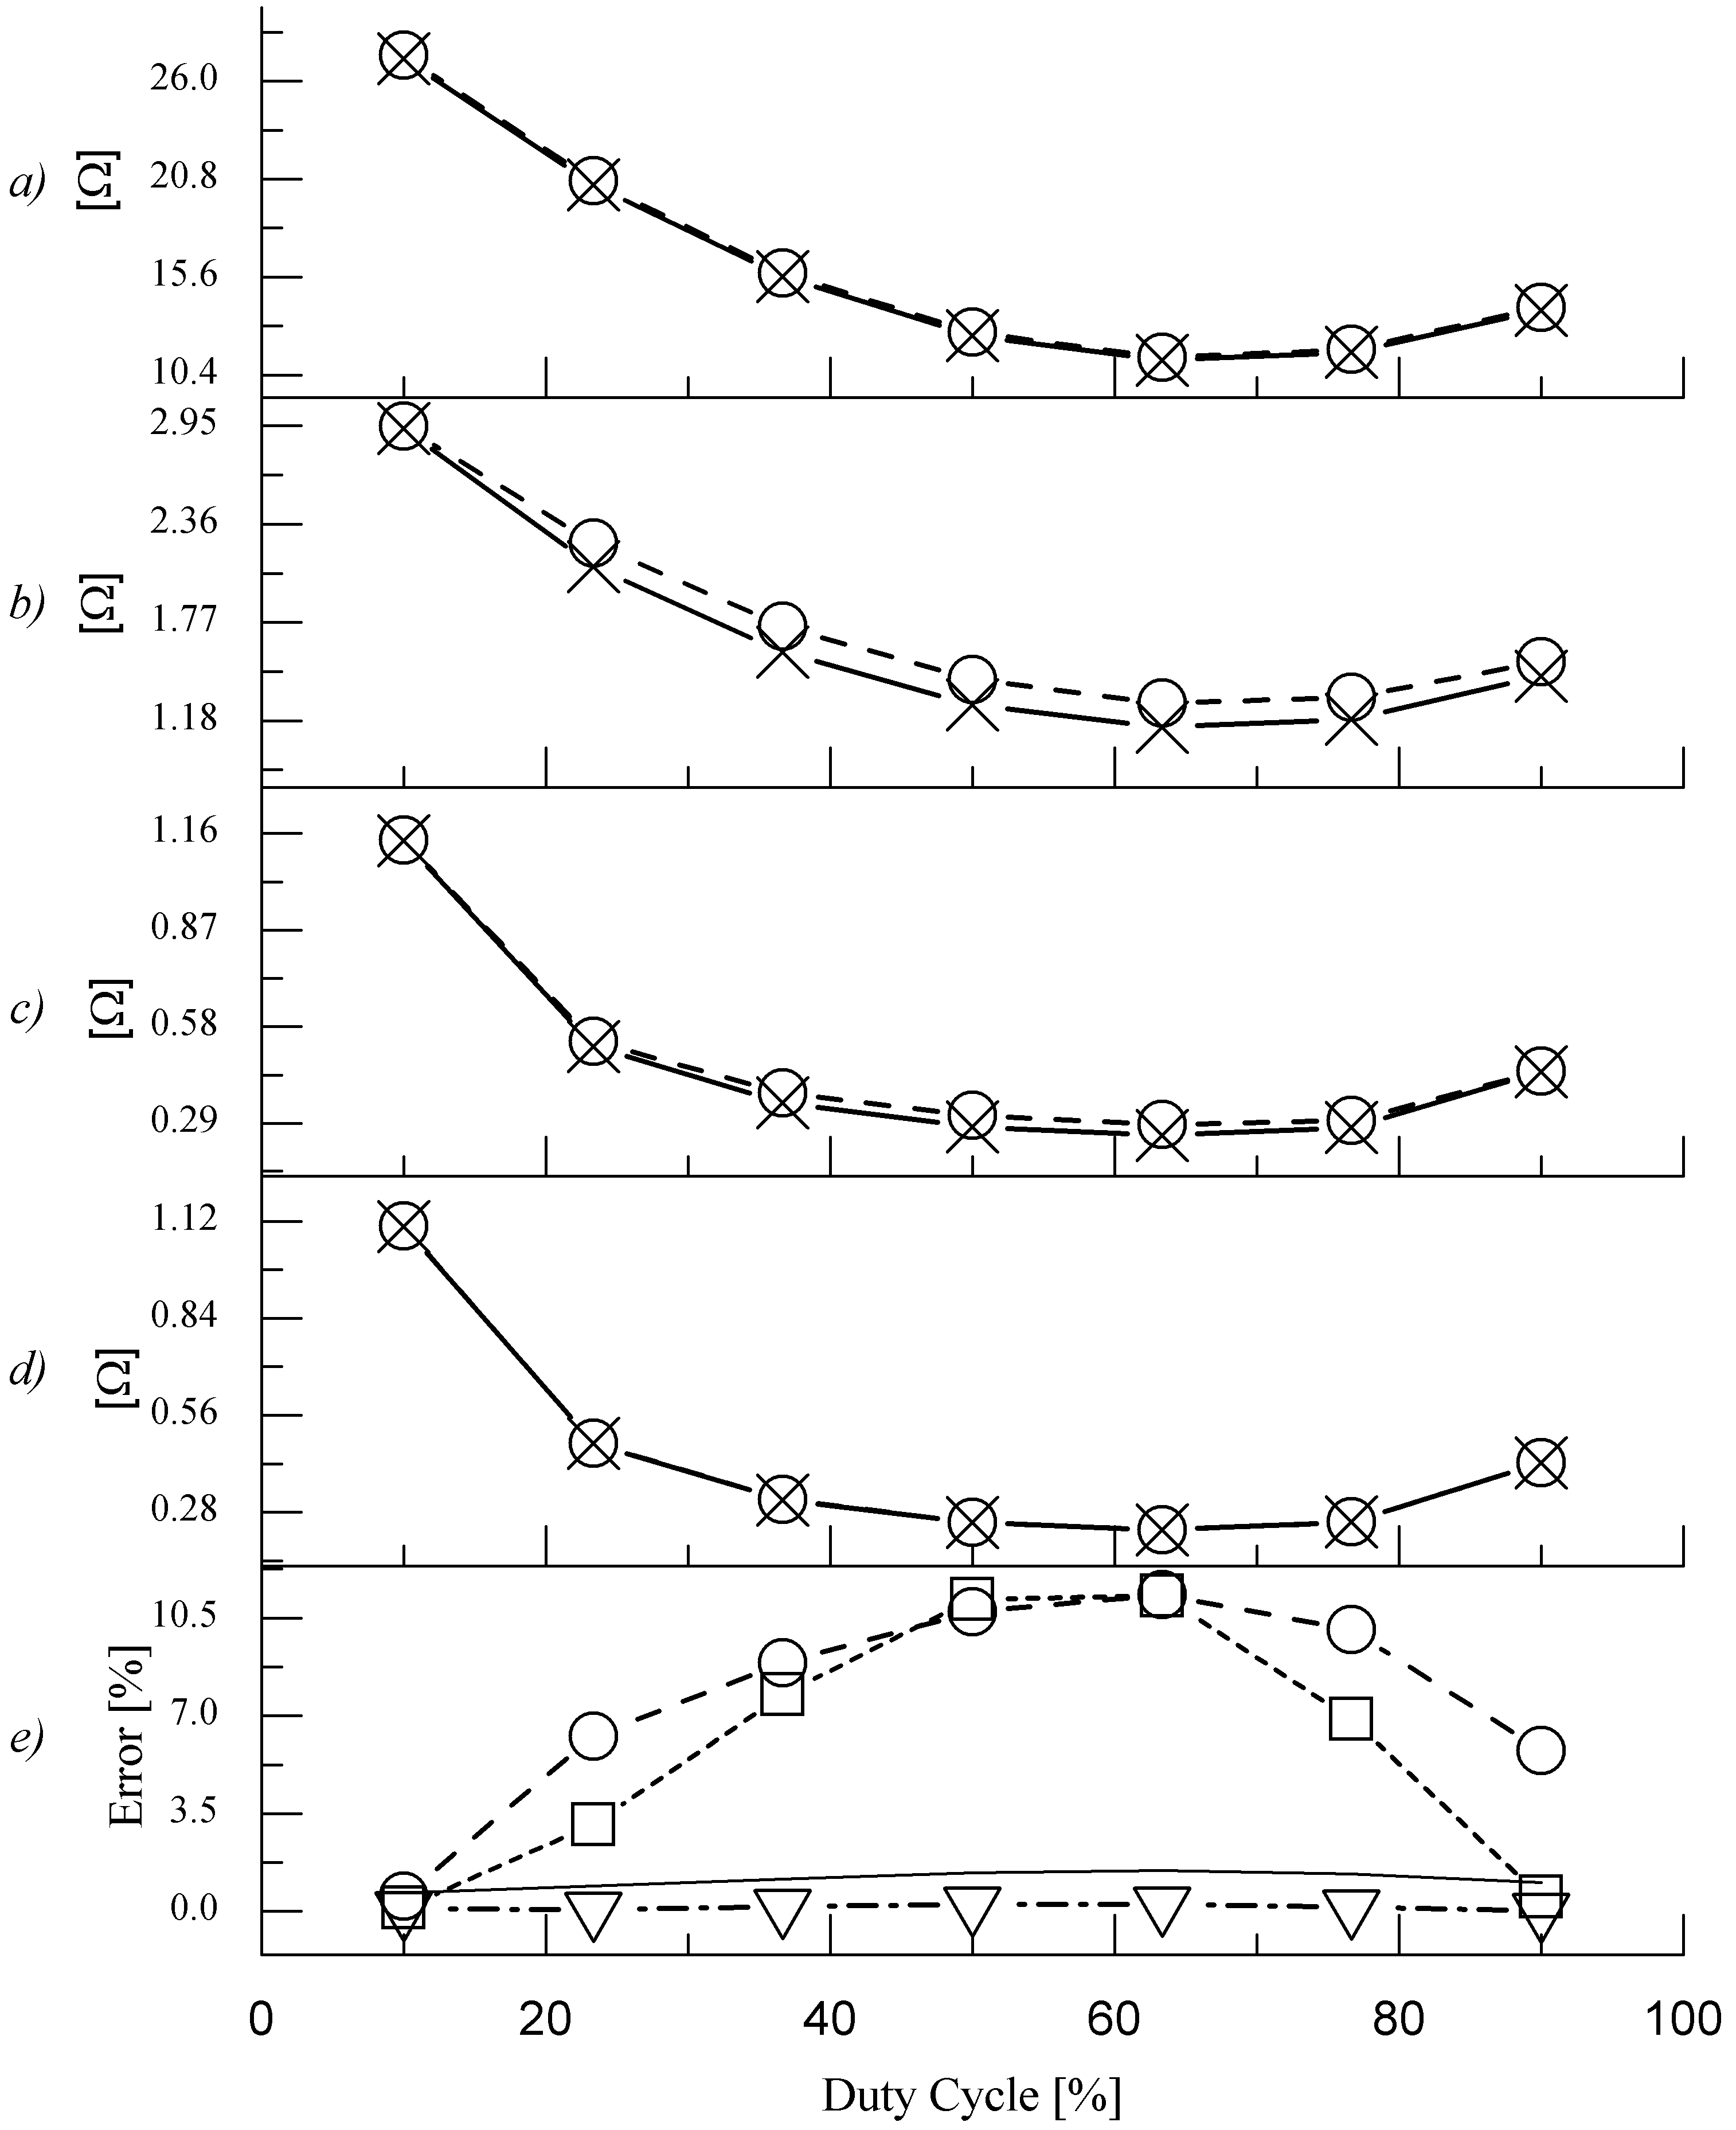 26.0
20.8
a) [Ω]
15.6
10.4
2.95
2.36
b) [Ω]
1.77
1.18
1.16
0.87
c) [Ω]
0.58
0.29
1.12
0.84
d) [Ω]
0.56
0.28
10.5
7.0
e) Error [%]
3.5
0.0
0 20 40 60 80 100
Duty Cycle [%]